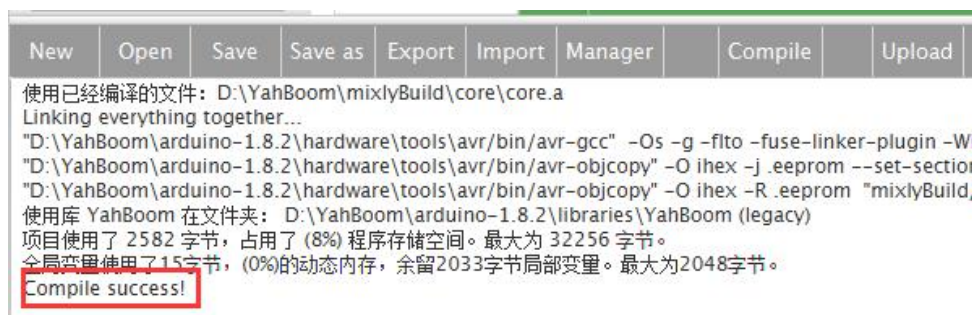 New Open Save Save as Export Import Manager Compile Upload
使用已经编译的文件：D:\YahBoom\mixlyBuild\core\core.a
Linking everything together...
"D:\YahBoom\arduino-1.8.2\hardware\tools\avr/bin/avr-gcc" -Os -g -flto -fuse-linker-plugin
"D:\YahBoom\arduino-1.8.2\hardware\tools\avr/bin/avr-objcopy" -O ihex -j .eeprom
"D:\YahBoom\arduino-1.8.2\hardware\tools\avr/bin/avr-objcopy" -O ihex -R .eeprom "mixlyBuild/
使用库 YahBoom 在文件夹： D:\YahBoom\arduino-1.8.2\libraries\YahBoom (legacy)
项目使用了 2582 字节，占用了 (8%) 程序存储空间。最大为 32256 字节。
全局变量使用了15字节，(0%)的动态内存，余留2033字节局部变量。最大为2048字节。
Compile success!